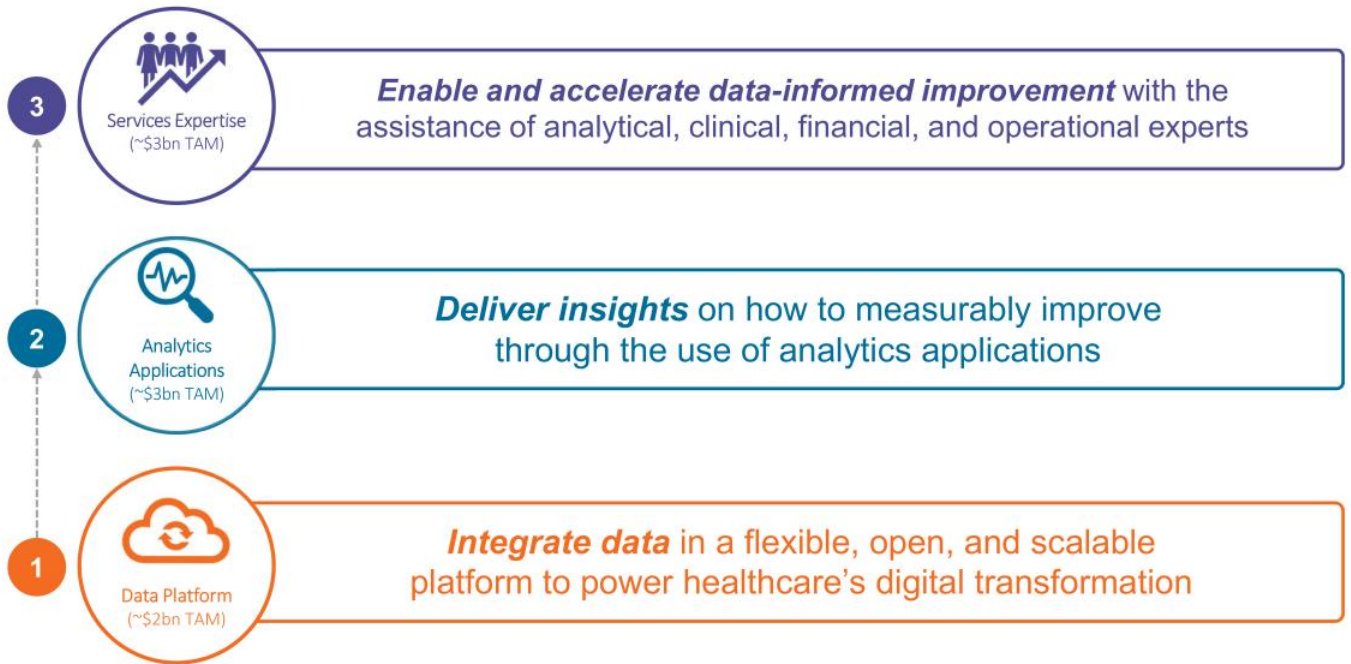 3
Services Expertise
(~$3bn TAM)
Enable and accelerate data-informed improvement with the
assistance of analytical, clinical, financial, and operational experts
2
Analytics
Applications
(~$3bn TAM)
Deliver insights on how to measurably improve
through the use of analytics applications
1
Data Platform
(~$2bn TAM)
Integrate data in a flexible, open, and scalable
platform to power healthcare’s digital transformation